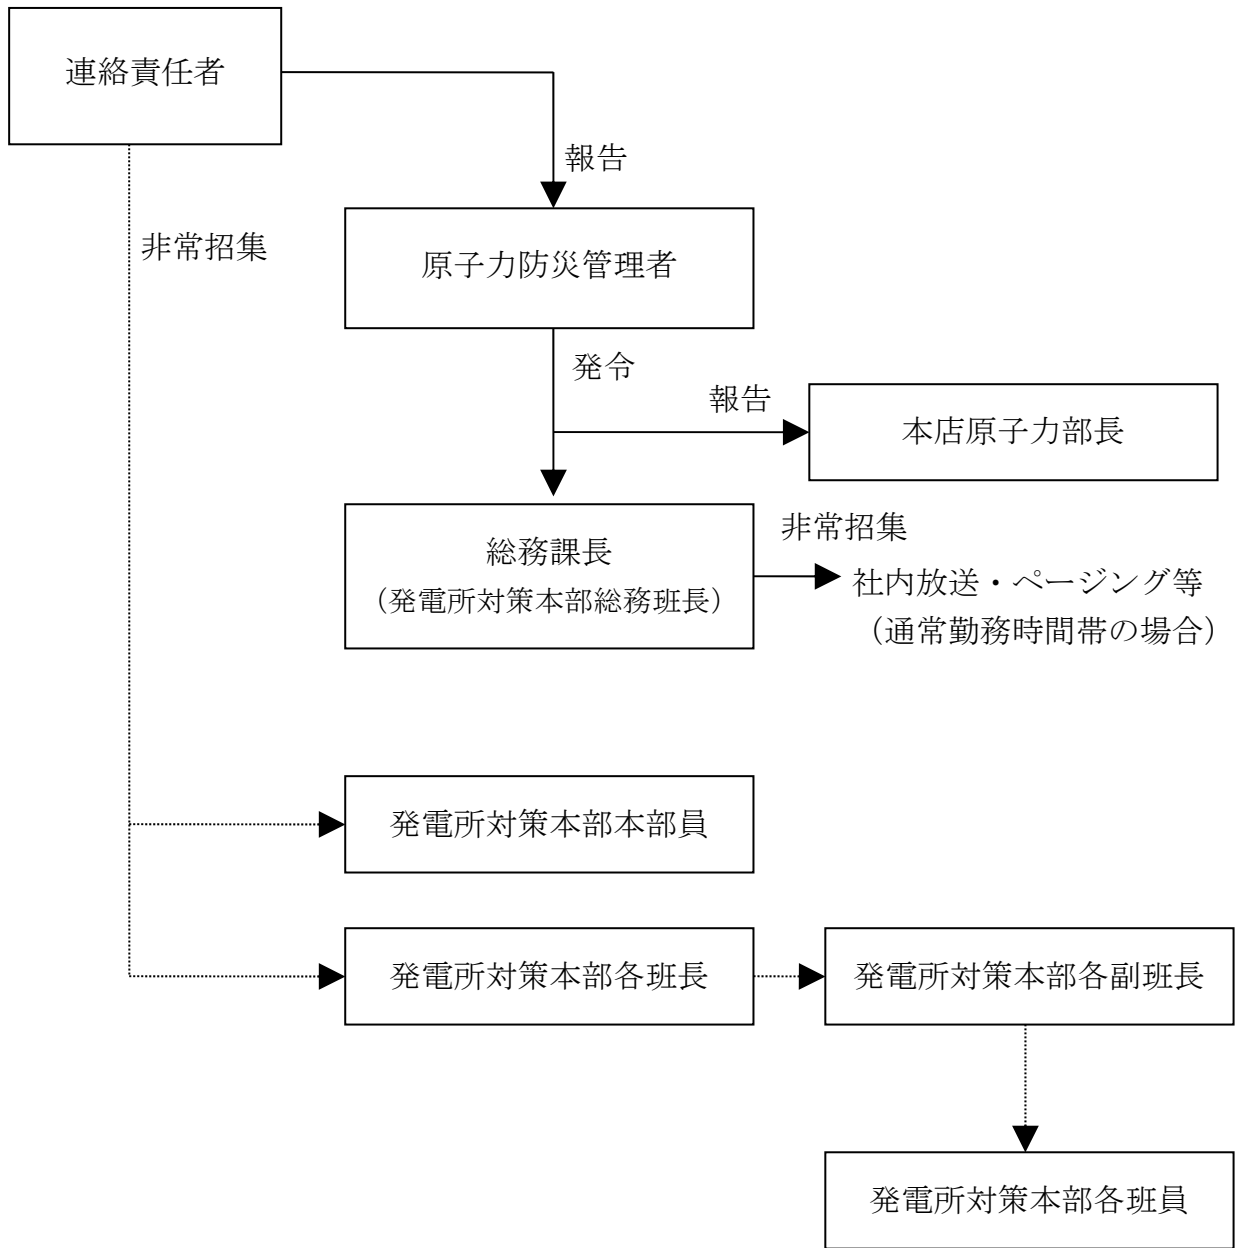 連絡責任者
報告
非常招集
原子力防災管理者
発令
報告
本店原子力部長
総務課長
（発電所対策本部総務班長）
非常招集
社内放送・ページング等
（通常勤務時間帯の場合）
発電所対策本部本部員
発電所対策本部各班長
発電所対策本部各副班長
発電所対策本部各班員